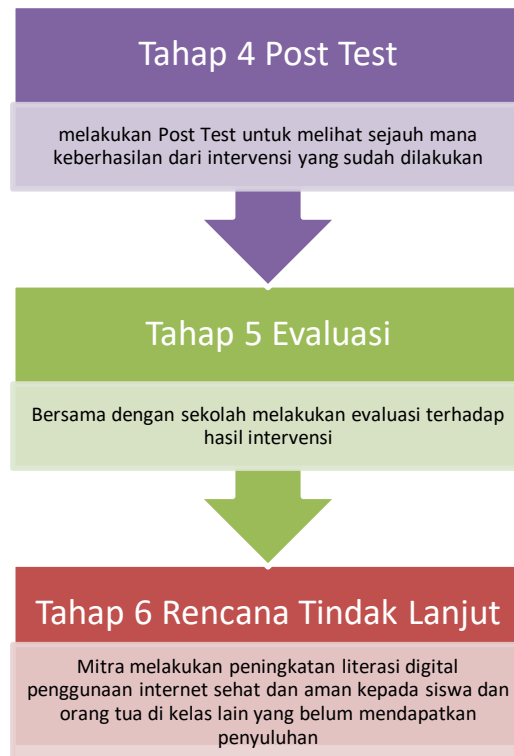 Tahap 4 Post Test
melakukan Post Test untuk melihat sejauh mana
keberhasilan dari intervensi yang sudah dilakukan
Tahap 5 Evaluasi
Bersama dengan sekolah melakukan evaluasi terhadap
hasil intervensi
Tahap 6 Rencana Tindak Lanjut
Mitra melakukan peningkatan literasi digital
penggunaan internet sehat dan aman kepada siswa dan
orang tua di kelas lain yang belum mendapatkan
penyuluhan